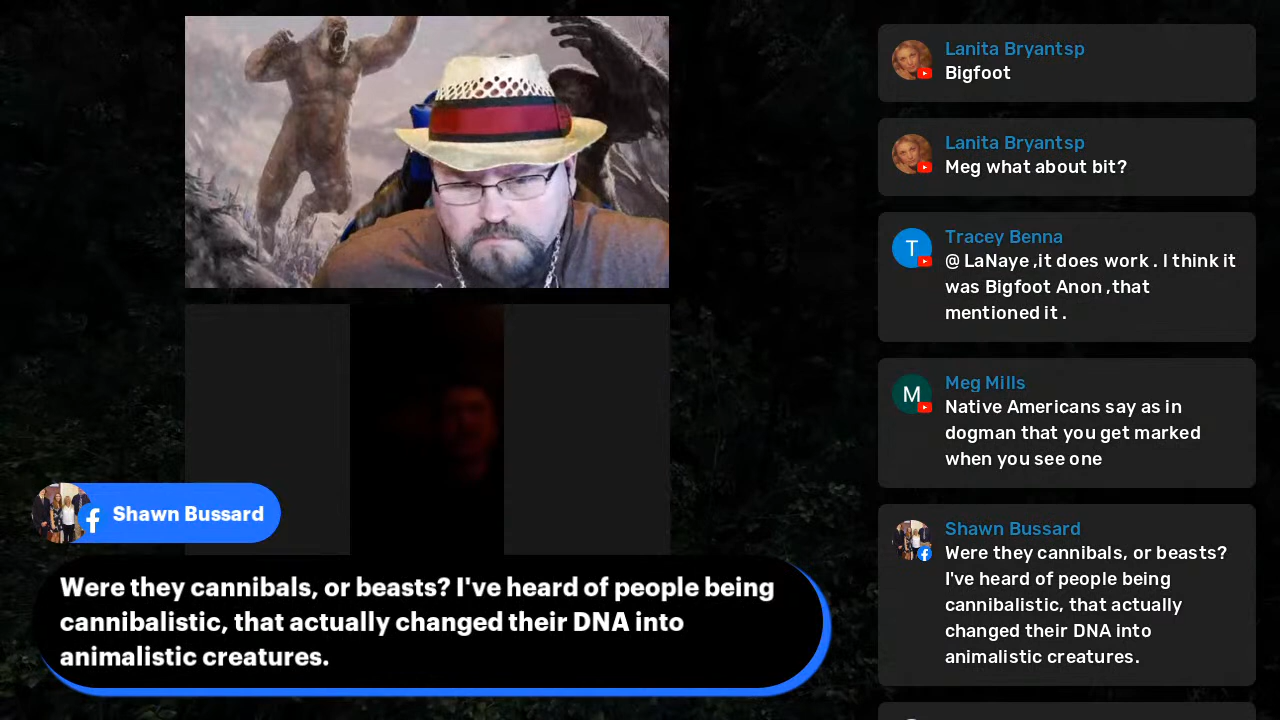 Lanita Bryantsp
Bigfoot
Lanita Bryantsp
Meg what about bit?
T
Tracey Benna
@ LaNaye ,it does work . I think it
was Bigfoot Anon ,that
mentioned it .
M
Meg Mills
Native Americans say as in
dogman that you get marked
when you see one
Shawn Bussard
Were they cannibals, or beasts?
I've heard of people being
cannibalistic, that actually
changed their DNA into
animalistic creatures.
Shawn Bussard
Were they cannibals, or beasts? I've heard of people being
cannibalistic, that actually changed their DNA into
animalistic creatures.